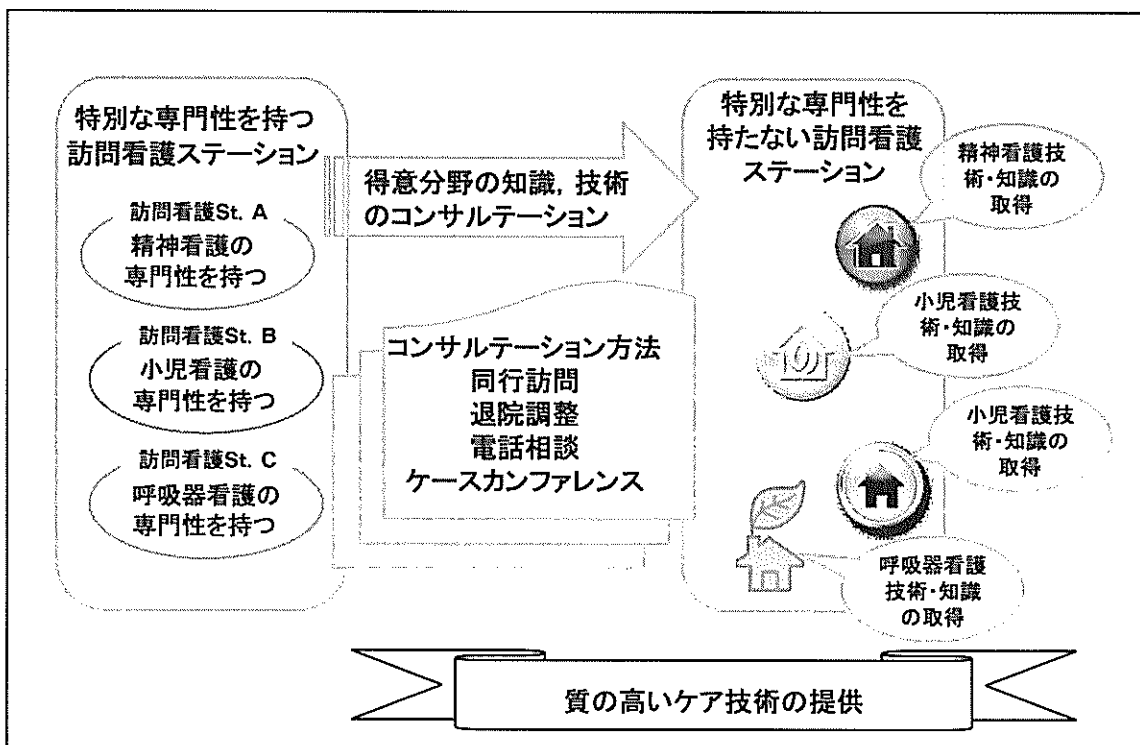 特別な専門性を持つ
訪問看護ステーション
訪問看護St. A
精神看護の
専門性を持つ
訪問看護St. B
小児看護の
専門性を持つ
訪問看護St. C
呼吸器看護の
専門性を持つ
得意分野の知識，技術
のコンサルテーション
コンサルテーション方法
同行訪問
退院調整
電話相談
ケースカンファレンス
特別な専門性を
持たない訪問看護
ステーション
精神看護技
術・知識の
取得
小児看護技
術・知識の
取得
小児看護技
術・知識の
取得
呼吸器看護
技術・知識
の取得
質の高いケア技術の提供